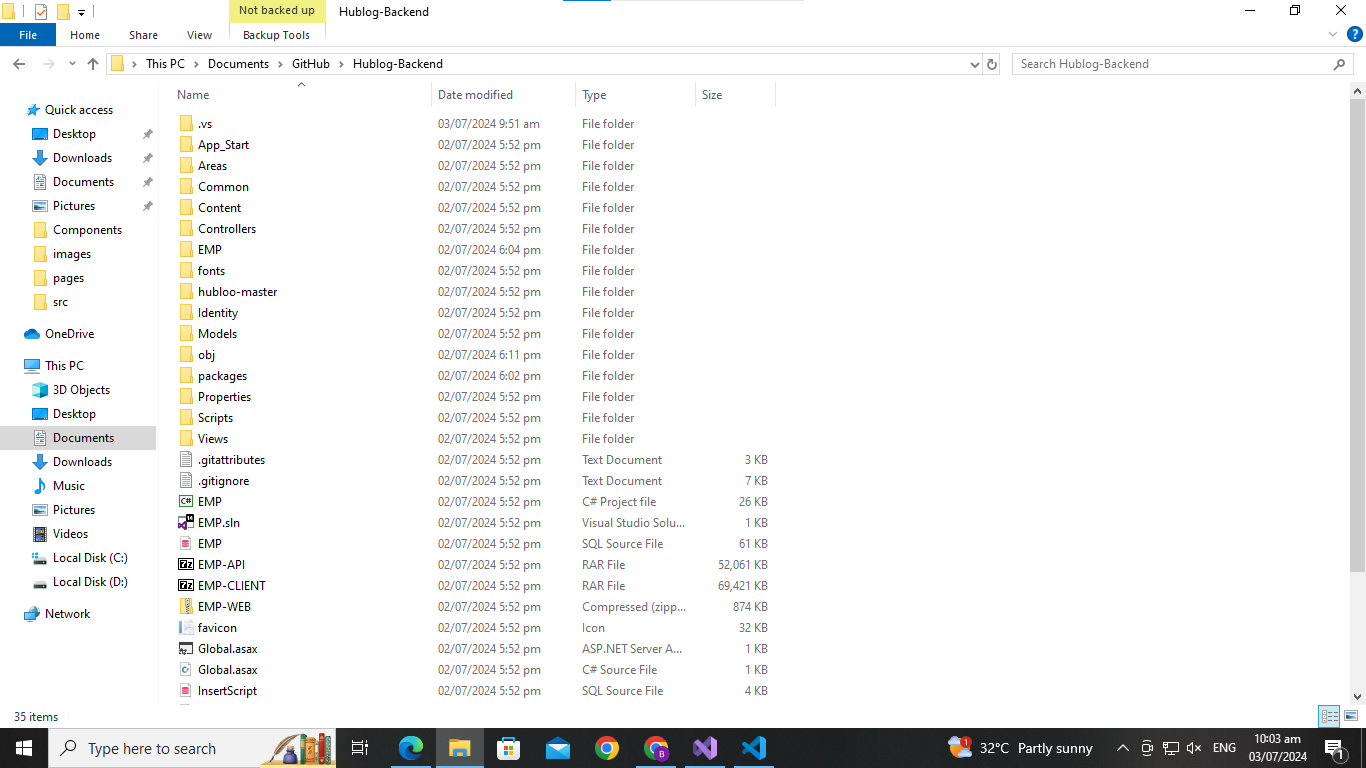 Not backed up
Hublog-Backend
File
Home
Share
View
Backup Tools
This PC
Documents
GitHub
Hublog-Backend
Search Hublog-Backend
Quick access
Desktop
Downloads
Documents
Pictures
Components
images
pages
src
OneDrive
This PC
3D Objects
Desktop
Documents
Downloads
Music
Pictures
Videos
Local Disk (C:)
Local Disk (D:)
Network
Name Date modified Type Size
.vs 03/07/2024 9:51 am File folder
App_Start 02/07/2024 5:52 pm File folder
Areas 02/07/2024 5:52 pm File folder
Common 02/07/2024 5:52 pm File folder
Content 02/07/2024 5:52 pm File folder
Controllers 02/07/2024 5:52 pm File folder
EMP 02/07/2024 6:04 pm File folder
fonts 02/07/2024 5:52 pm File folder
hubloo-master 02/07/2024 5:52 pm File folder
Identity 02/07/2024 5:52 pm File folder
Models 02/07/2024 5:52 pm File folder
obj 02/07/2024 6:11 pm File folder
packages 02/07/2024 6:02 pm File folder
Properties 02/07/2024 5:52 pm File folder
Scripts 02/07/2024 5:52 pm File folder
Views 02/07/2024 5:52 pm File folder
.gitattributes 02/07/2024 5:52 pm Text Document 3 KB
.gitignore 02/07/2024 5:52 pm Text Document 7 KB
EMP 02/07/2024 5:52 pm C# Project file 26 KB
EMP.sln 02/07/2024 5:52 pm Visual Studio Solu... 1 KB
EMP 02/07/2024 5:52 pm SQL Source File 61 KB
EMP-API 02/07/2024 5:52 pm RAR File 52,061 KB
EMP-CLIENT 02/07/2024 5:52 pm RAR File 69,421 KB
EMP-WEB 02/07/2024 5:52 pm Compressed (zipp... 874 KB
favicon 02/07/2024 5:52 pm Icon 32 KB
Global.asax 02/07/2024 5:52 pm ASP.NET Server A... 1 KB
Global.asax 02/07/2024 5:52 pm C# Source File 1 KB
InsertScript 02/07/2024 5:52 pm SQL Source File 4 KB
35 items
Type here to search
32°C Partly sunny
ENG
10:03 am
03/07/2024